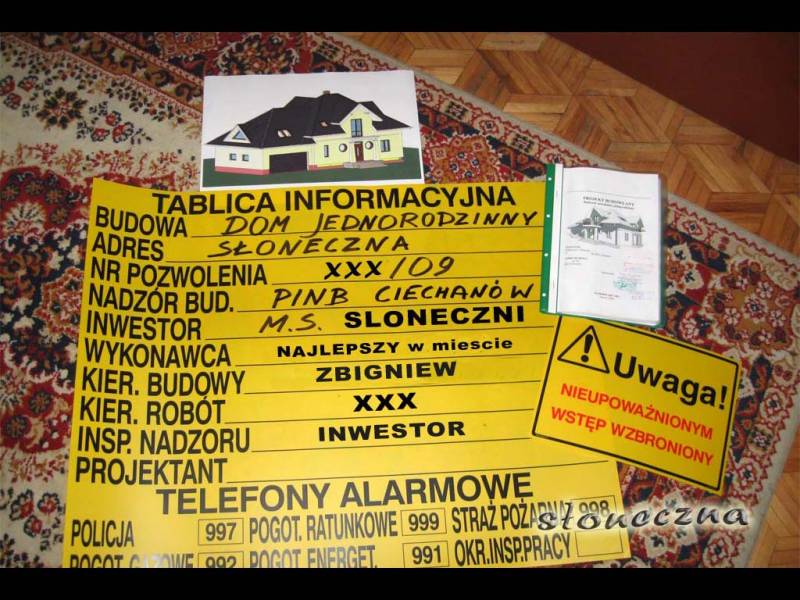 TABLICA INFORMACYJNA
BUDOWA DOM JEDNORODZINNY
ADRES SŁONECZNA
NR POZWOLENIA XXX/09
NADZÓR BUD. PINB CIECHANÓW
INWESTOR M.S. SLONECZNI
WYKONAWCA NAJLEPSZY w miescie
KIER. BUDOWY ZBIGNIEW
KIER. ROBÓT XXX
INSP. NADZORU INWESTOR
PROJEKTANT
TELEFONY ALARMOWE
POLICJA 997 POGOT. RATUNKOWE 999 STRAŻ POŻARNA 998
POGOT. GAZOWE 992 POGOT. ENERGET. 991 OKR.INSP.PRACY
PROJEKT BUDOWLANY
Uwaga!
NIEUPOWAŻNIONYM
WSTĘP WZBRONIONY
słoneczna